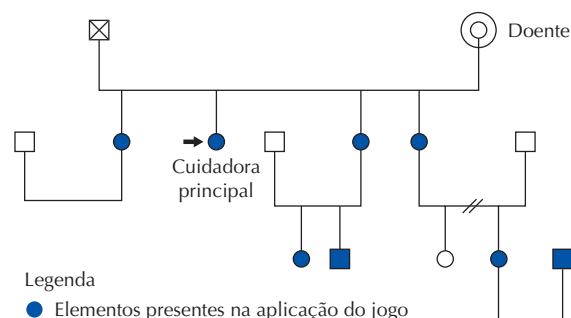 Doente
Cuidadora
principal
Legenda
Elementos presentes na aplicação do jogo